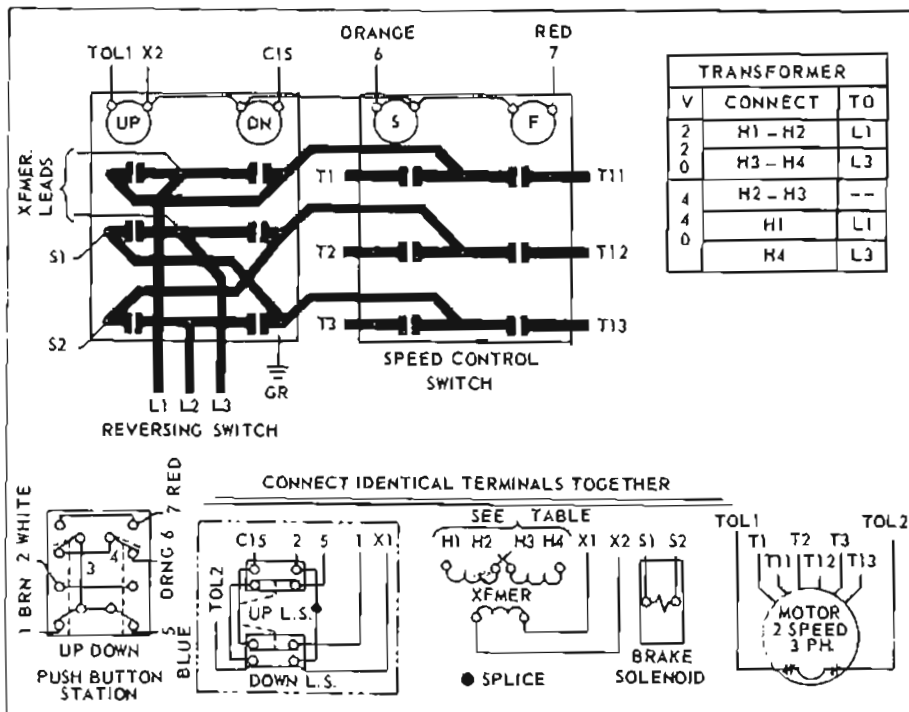 ORANGE
RED
TOL1 X2
C15
6
7
UP
DN
S
F
XFMER.
LEADS
S1
S2
T1
T11
T2
T12
T3
T13
SPEED CONTROL
SWITCH
GR
L1
L2
L3
REVERSING SWITCH
TRANSFORMER
V CONNECT TO
220
H1 - H2 L1
H3 - H4 L3
440
H2 - H3 --
H1 L1
H4 L3
CONNECT IDENTICAL TERMINALS TOGETHER
1 BRN 2 WHITE
7 RED
ORNG 6
3
4
5
BLUE
UP DOWN
PUSH BUTTON
STATION
C15 2 5 1 X1
TOL2
UP L.S.
DOWN L.S.
SEE TABLE
H1 H2 H3 H4 X1 X2 S1 S2
XFMER
SPLICE
BRAKE
SOLENOID
TOL1
TOL2
T1 T2 T3
T11 T12 T13
MOTOR
2 SPEED
3 PH.